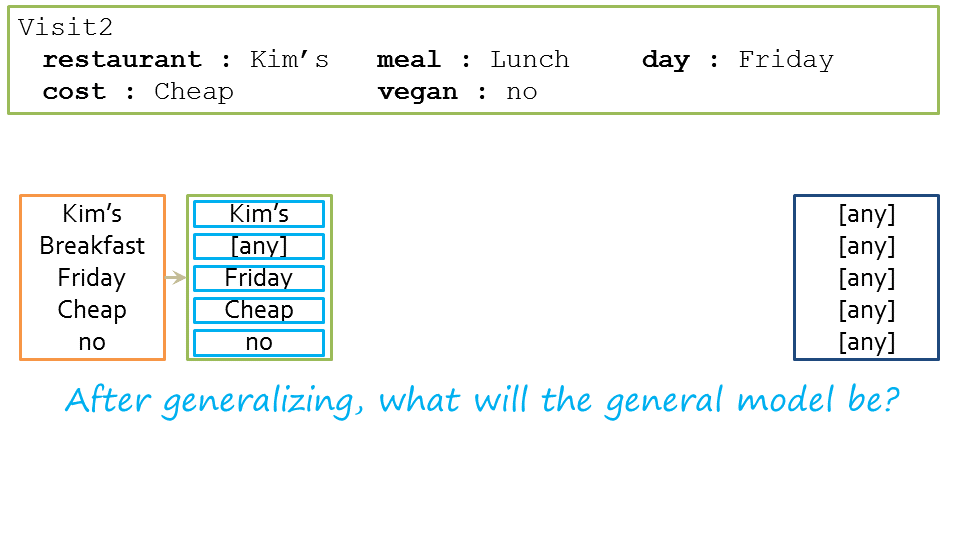 Visit2
restaurant : Kim’s meal : Lunch day : Friday
cost : Cheap vegan : no
Kim’s
Breakfast
Friday
Cheap
no
Kim’s
[any]
Friday
Cheap
no
[any]
[any]
[any]
[any]
[any]
After generalizing, what will the general model be?